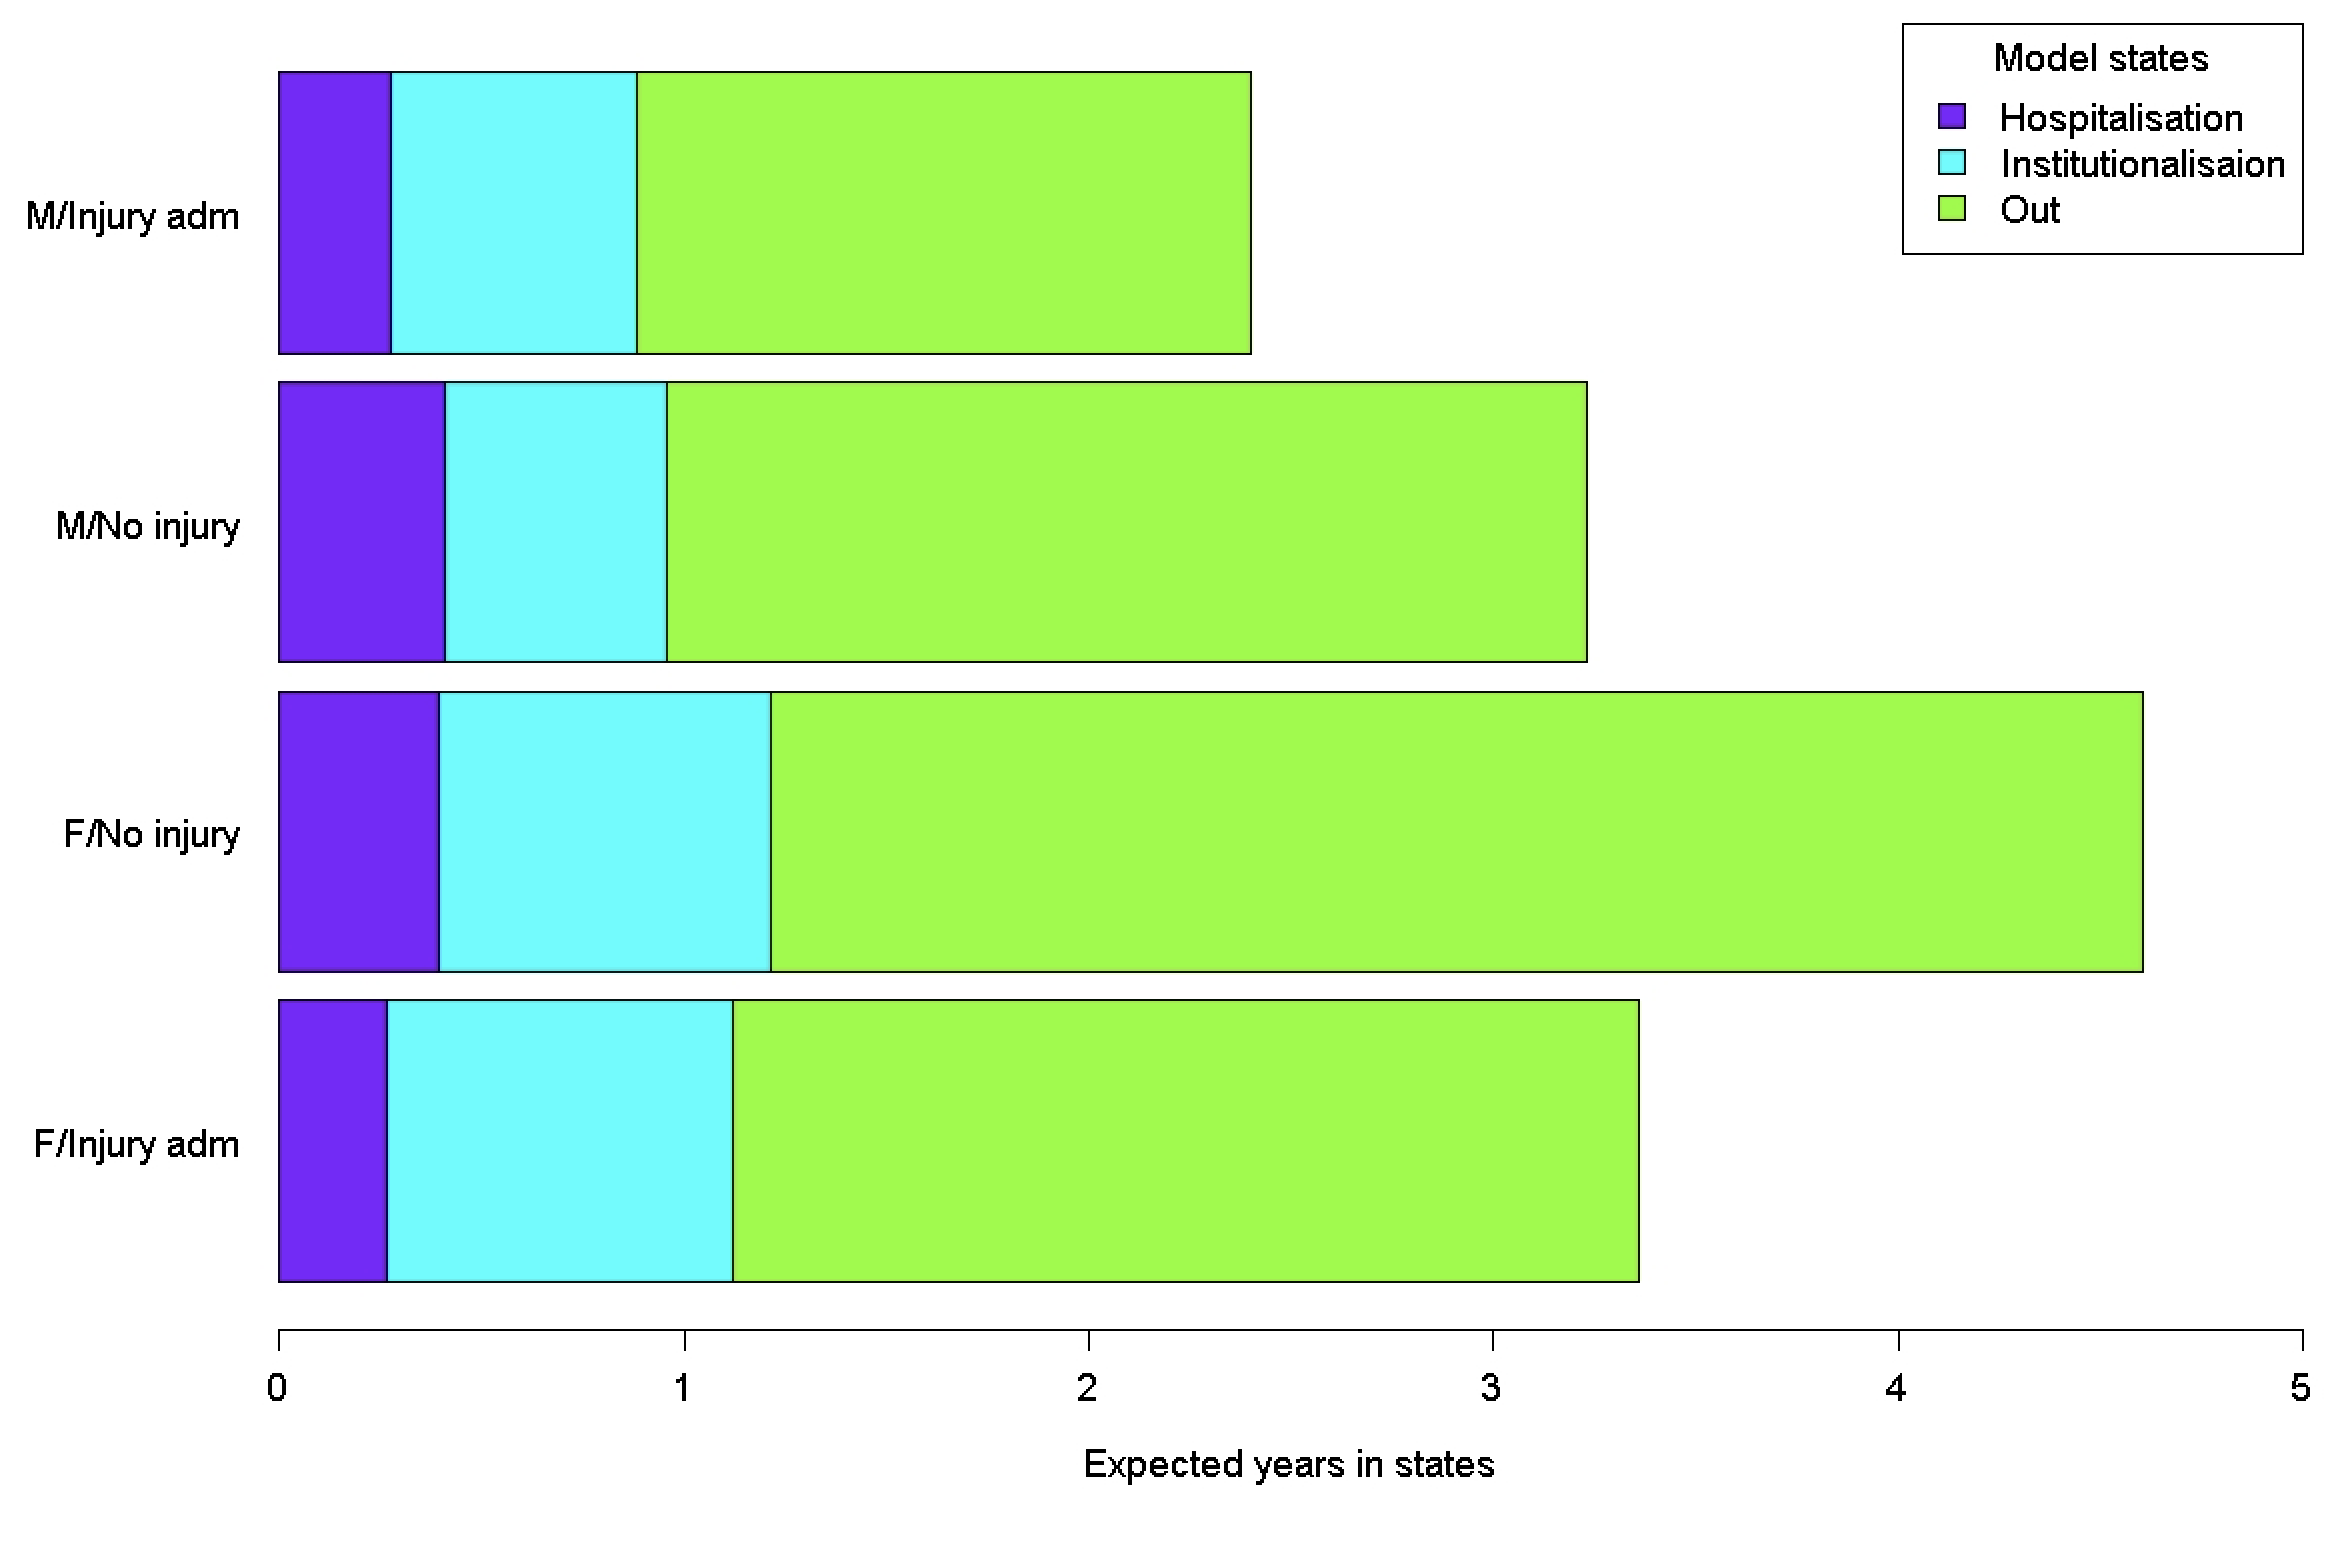 Model states
Hospitalisation
Institutionalisaion
Out
M/Injury adm
M/No injury
F/No injury
F/Injury adm
0 1 2 3 4 5
Expected years in states